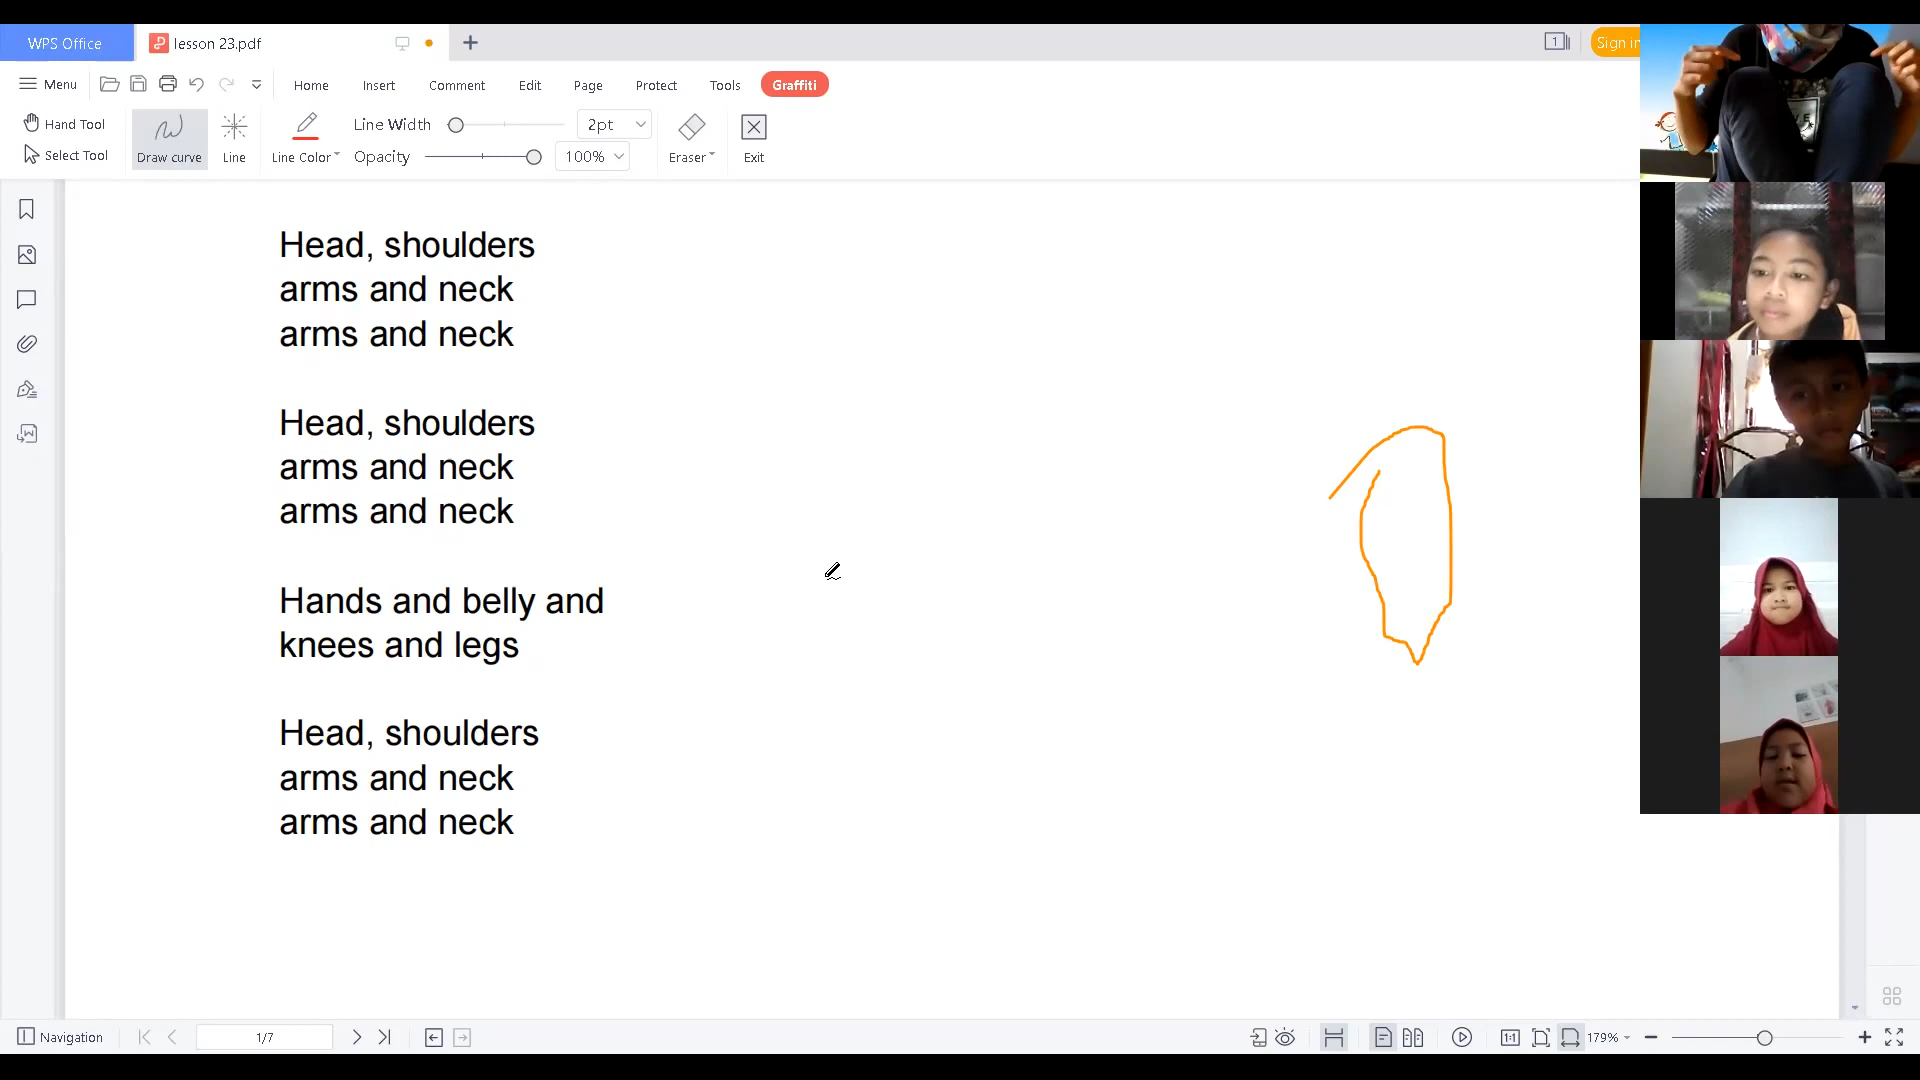 WPS Office
lesson 23.pdf
1
Sign in
Menu
Home
Insert
Comment
Edit
Page
Protect
Tools
Graffiti
Hand Tool
Select Tool
Draw curve
Line
Line Color
Line Width
2pt
Opacity
100%
Eraser
Exit
Head, shoulders
arms and neck
arms and neck
Head, shoulders
arms and neck
arms and neck
Hands and belly and
knees and legs
Head, shoulders
arms and neck
arms and neck
Navigation
1/7
1:1
179%